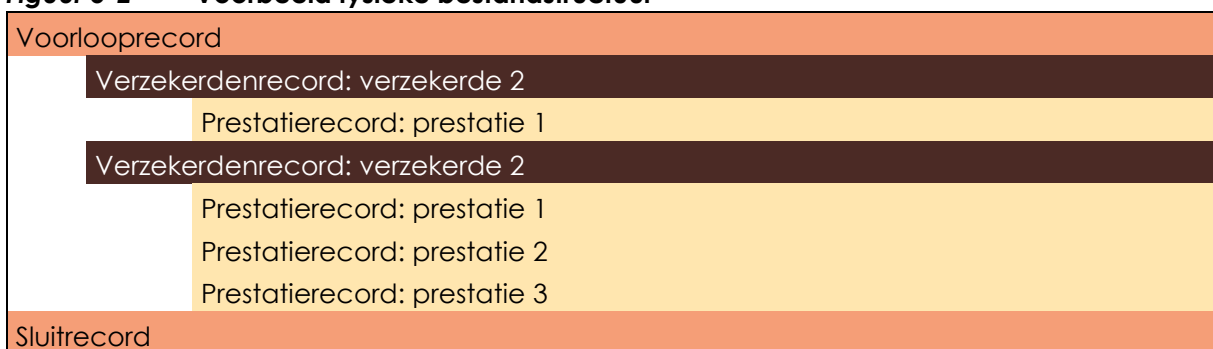 Voorlooprecord
Verzekerdenrecord: verzekerde 2
Prestatierecord: prestatie 1
Verzekerdenrecord: verzekerde 2
Prestatierecord: prestatie 1
Prestatierecord: prestatie 2
Prestatierecord: prestatie 3
Sluitrecord